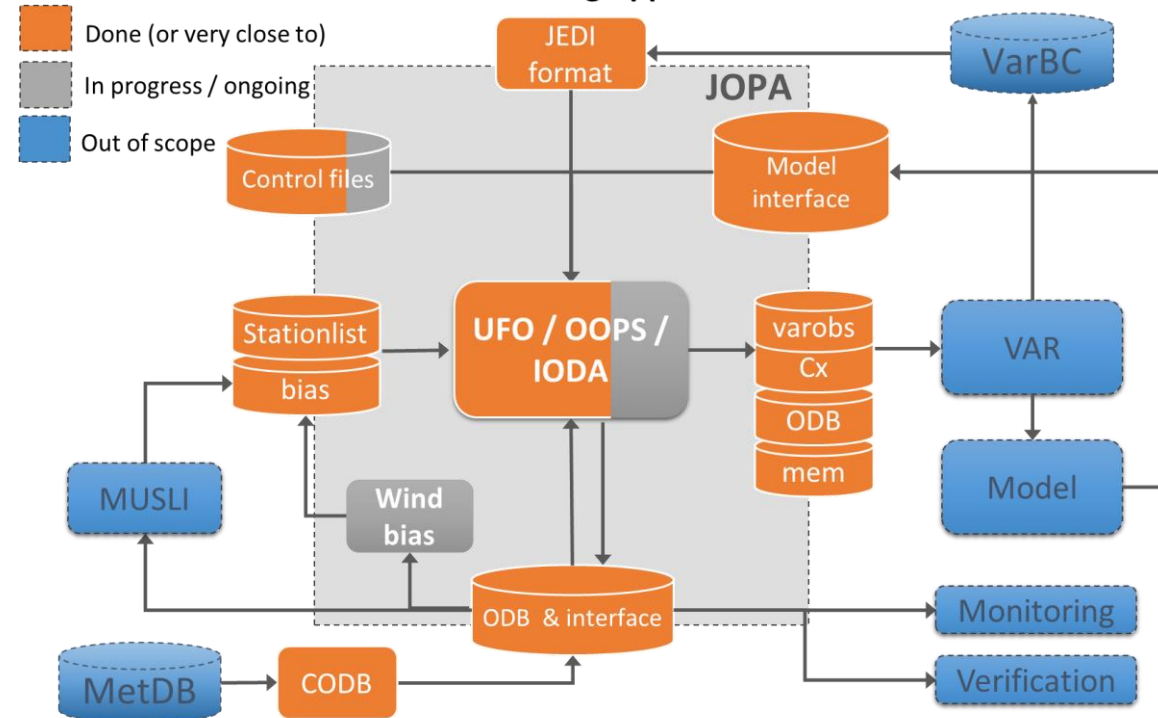 Done (or very close to)
In progress / ongoing
Out of scope
JEDI
format
VarBC
JOPA
Control files
Model
interface
Stationlist
bias
UFO / OOPS /
IODA
varobs
Cx
ODB
mem
VAR
MUSLI
Wind
bias
Model
ODB & interface
Monitoring
MetDB
CODB
Verification